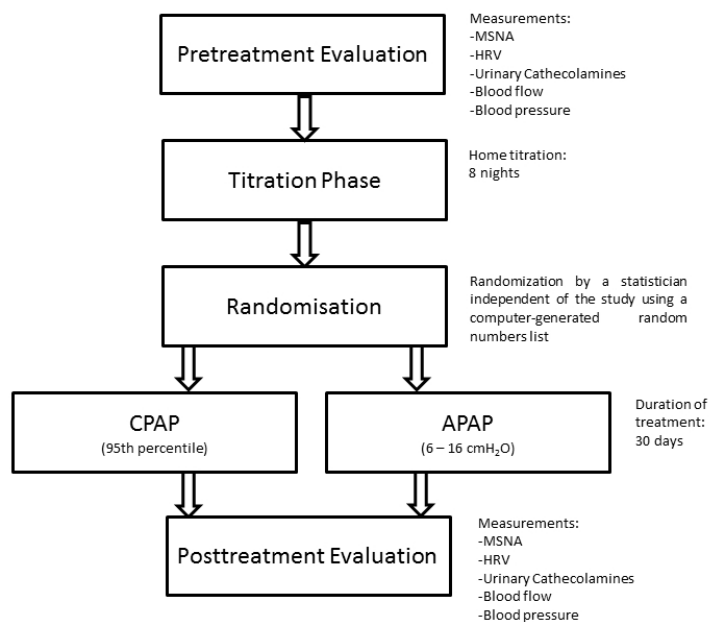 Pretreatment Evaluation
Measurements:
-MSNA
-HRV
-Urinary Cathecolamines
-Blood flow
-Blood pressure
Titration Phase
Home titration:
8 nights
Randomisation
Randomization by a statistician
independent of the study using a
computer-generated random
numbers list
CPAP
(95th percentile)
APAP
(6 – 16 cmH₂O)
Duration of
treatment:
30 days
Posttreatment Evaluation
Measurements:
-MSNA
-HRV
-Urinary Cathecolamines
-Blood flow
-Blood pressure